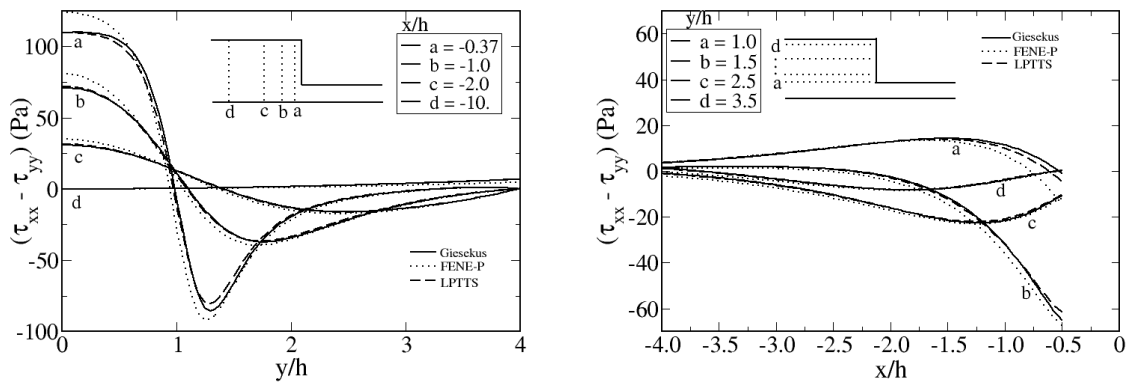 (τxx - τyy) (Pa)
100
50
0
-50
-100
a
b
c
d
x/h
a = -0.37
b = -1.0
c = -2.0
d = -10.
d c b a
Giesekus
FENE-P
LPTTS
0 1 2 3 4
y/h
(τxx - τyy) (Pa)
60
40
20
0
-20
-40
-60
y/h
a = 1.0
b = 1.5
c = 2.5
d = 3.5
d
a
Giesekus
FENE-P
LPTTS
a
d
c
b
-4.0 -3.5 -3.0 -2.5 -2.0 -1.5 -1.0 -0.5 0
x/h